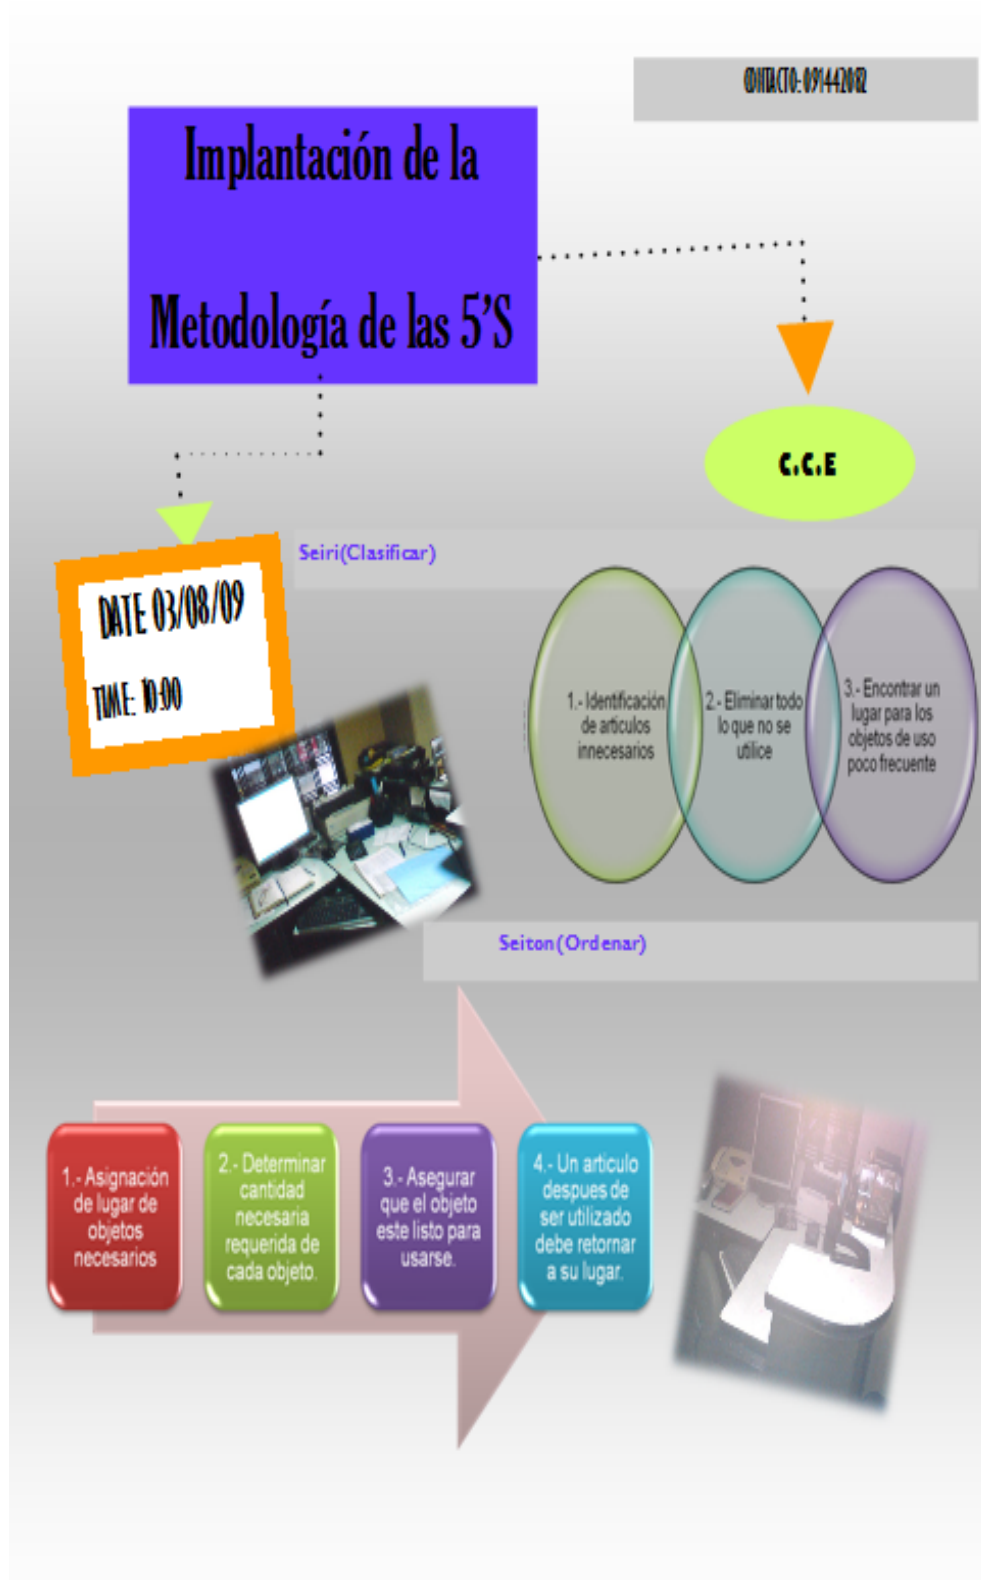 CONTACTO: 091442082
Implantación de la
Metodología de las 5'S
C.C.E
DATE 03/08/09
TIME: 10:00
Seiri(Clasificar)
1.- Identificación
de articulos
innecesarios
2.- Eliminar todo
lo que no se
utilice
3.- Encontrar un
lugar para los
objetos de uso
poco frecuente
Seiton(Ordenar)
1.- Asignación
de lugar de
objetos
necesarios
2.- Determinar
cantidad
necesaria
requerida de
cada objeto.
3.- Asegurar
que el objeto
este listo para
usarse.
4.- Un articulo
despues de
ser utilizado
debe retornar
a su lugar.